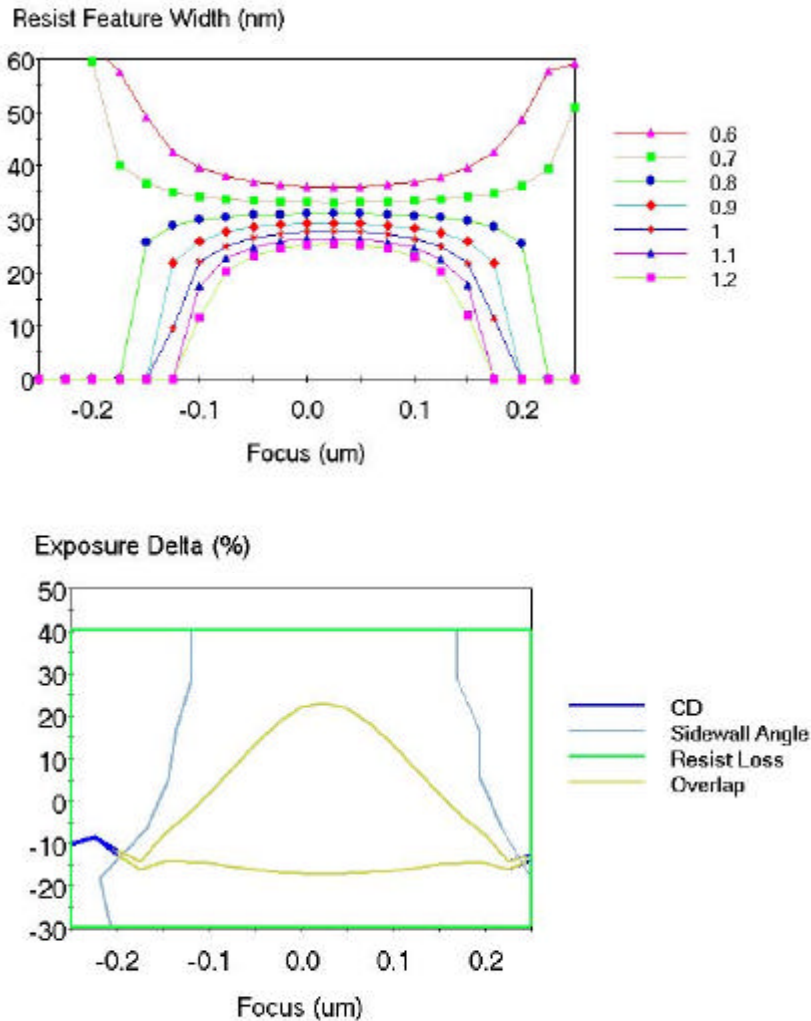 Resist Feature Width (nm)
60
50
40
30
20
10
0
-0.2 -0.1 0.0 0.1 0.2
Focus (um)
0.6
0.7
0.8
0.9
1
1.1
1.2
Exposure Delta (%)
50
40
30
20
10
0
-10
-20
-30
-0.2 -0.1 0.0 0.1 0.2
Focus (um)
CD
Sidewall Angle
Resist Loss
Overlap